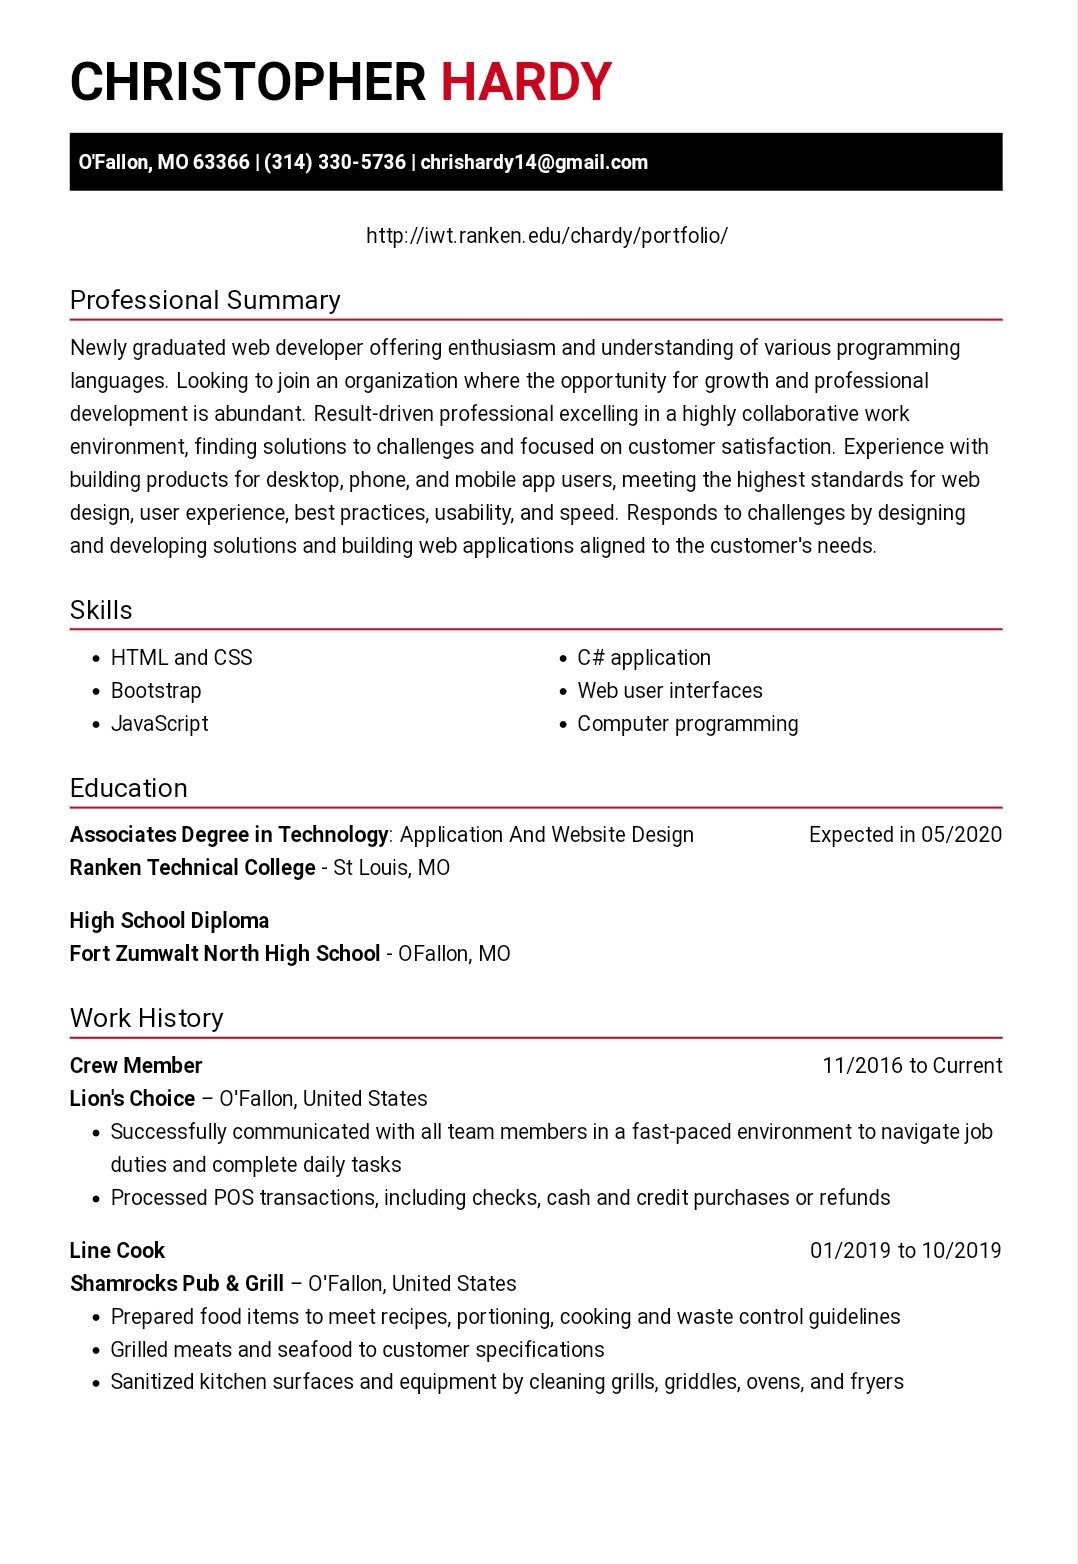 CHRISTOPHER HARDY
O'Fallon, MO 63366 | (314) 330-5736 | chrishardy14@gmail.com
http://iwt.ranken.edu/chardy/portfolio/
Professional Summary
Newly graduated web developer offering enthusiasm and understanding of various programming
languages. Looking to join an organization where the opportunity for growth and professional
development is abundant. Result-driven professional excelling in a highly collaborative work
environment, finding solutions to challenges and focused on customer satisfaction. Experience with
building products for desktop, phone, and mobile app users, meeting the highest standards for web
design, user experience, best practices, usability, and speed. Responds to challenges by designing
and developing solutions and building web applications aligned to the customer's needs.
Skills
• HTML and CSS
• Bootstrap
• JavaScript
• C# application
• Web user interfaces
• Computer programming
Education
Associates Degree in Technology: Application And Website Design Expected in 05/2020
Ranken Technical College - St Louis, MO
High School Diploma
Fort Zumwalt North High School - OFallon, MO
Work History
Crew Member 11/2016 to Current
Lion's Choice – O'Fallon, United States
• Successfully communicated with all team members in a fast-paced environment to navigate job
duties and complete daily tasks
• Processed POS transactions, including checks, cash and credit purchases or refunds
Line Cook 01/2019 to 10/2019
Shamrocks Pub & Grill – O'Fallon, United States
• Prepared food items to meet recipes, portioning, cooking and waste control guidelines
• Grilled meats and seafood to customer specifications
• Sanitized kitchen surfaces and equipment by cleaning grills, griddles, ovens, and fryers